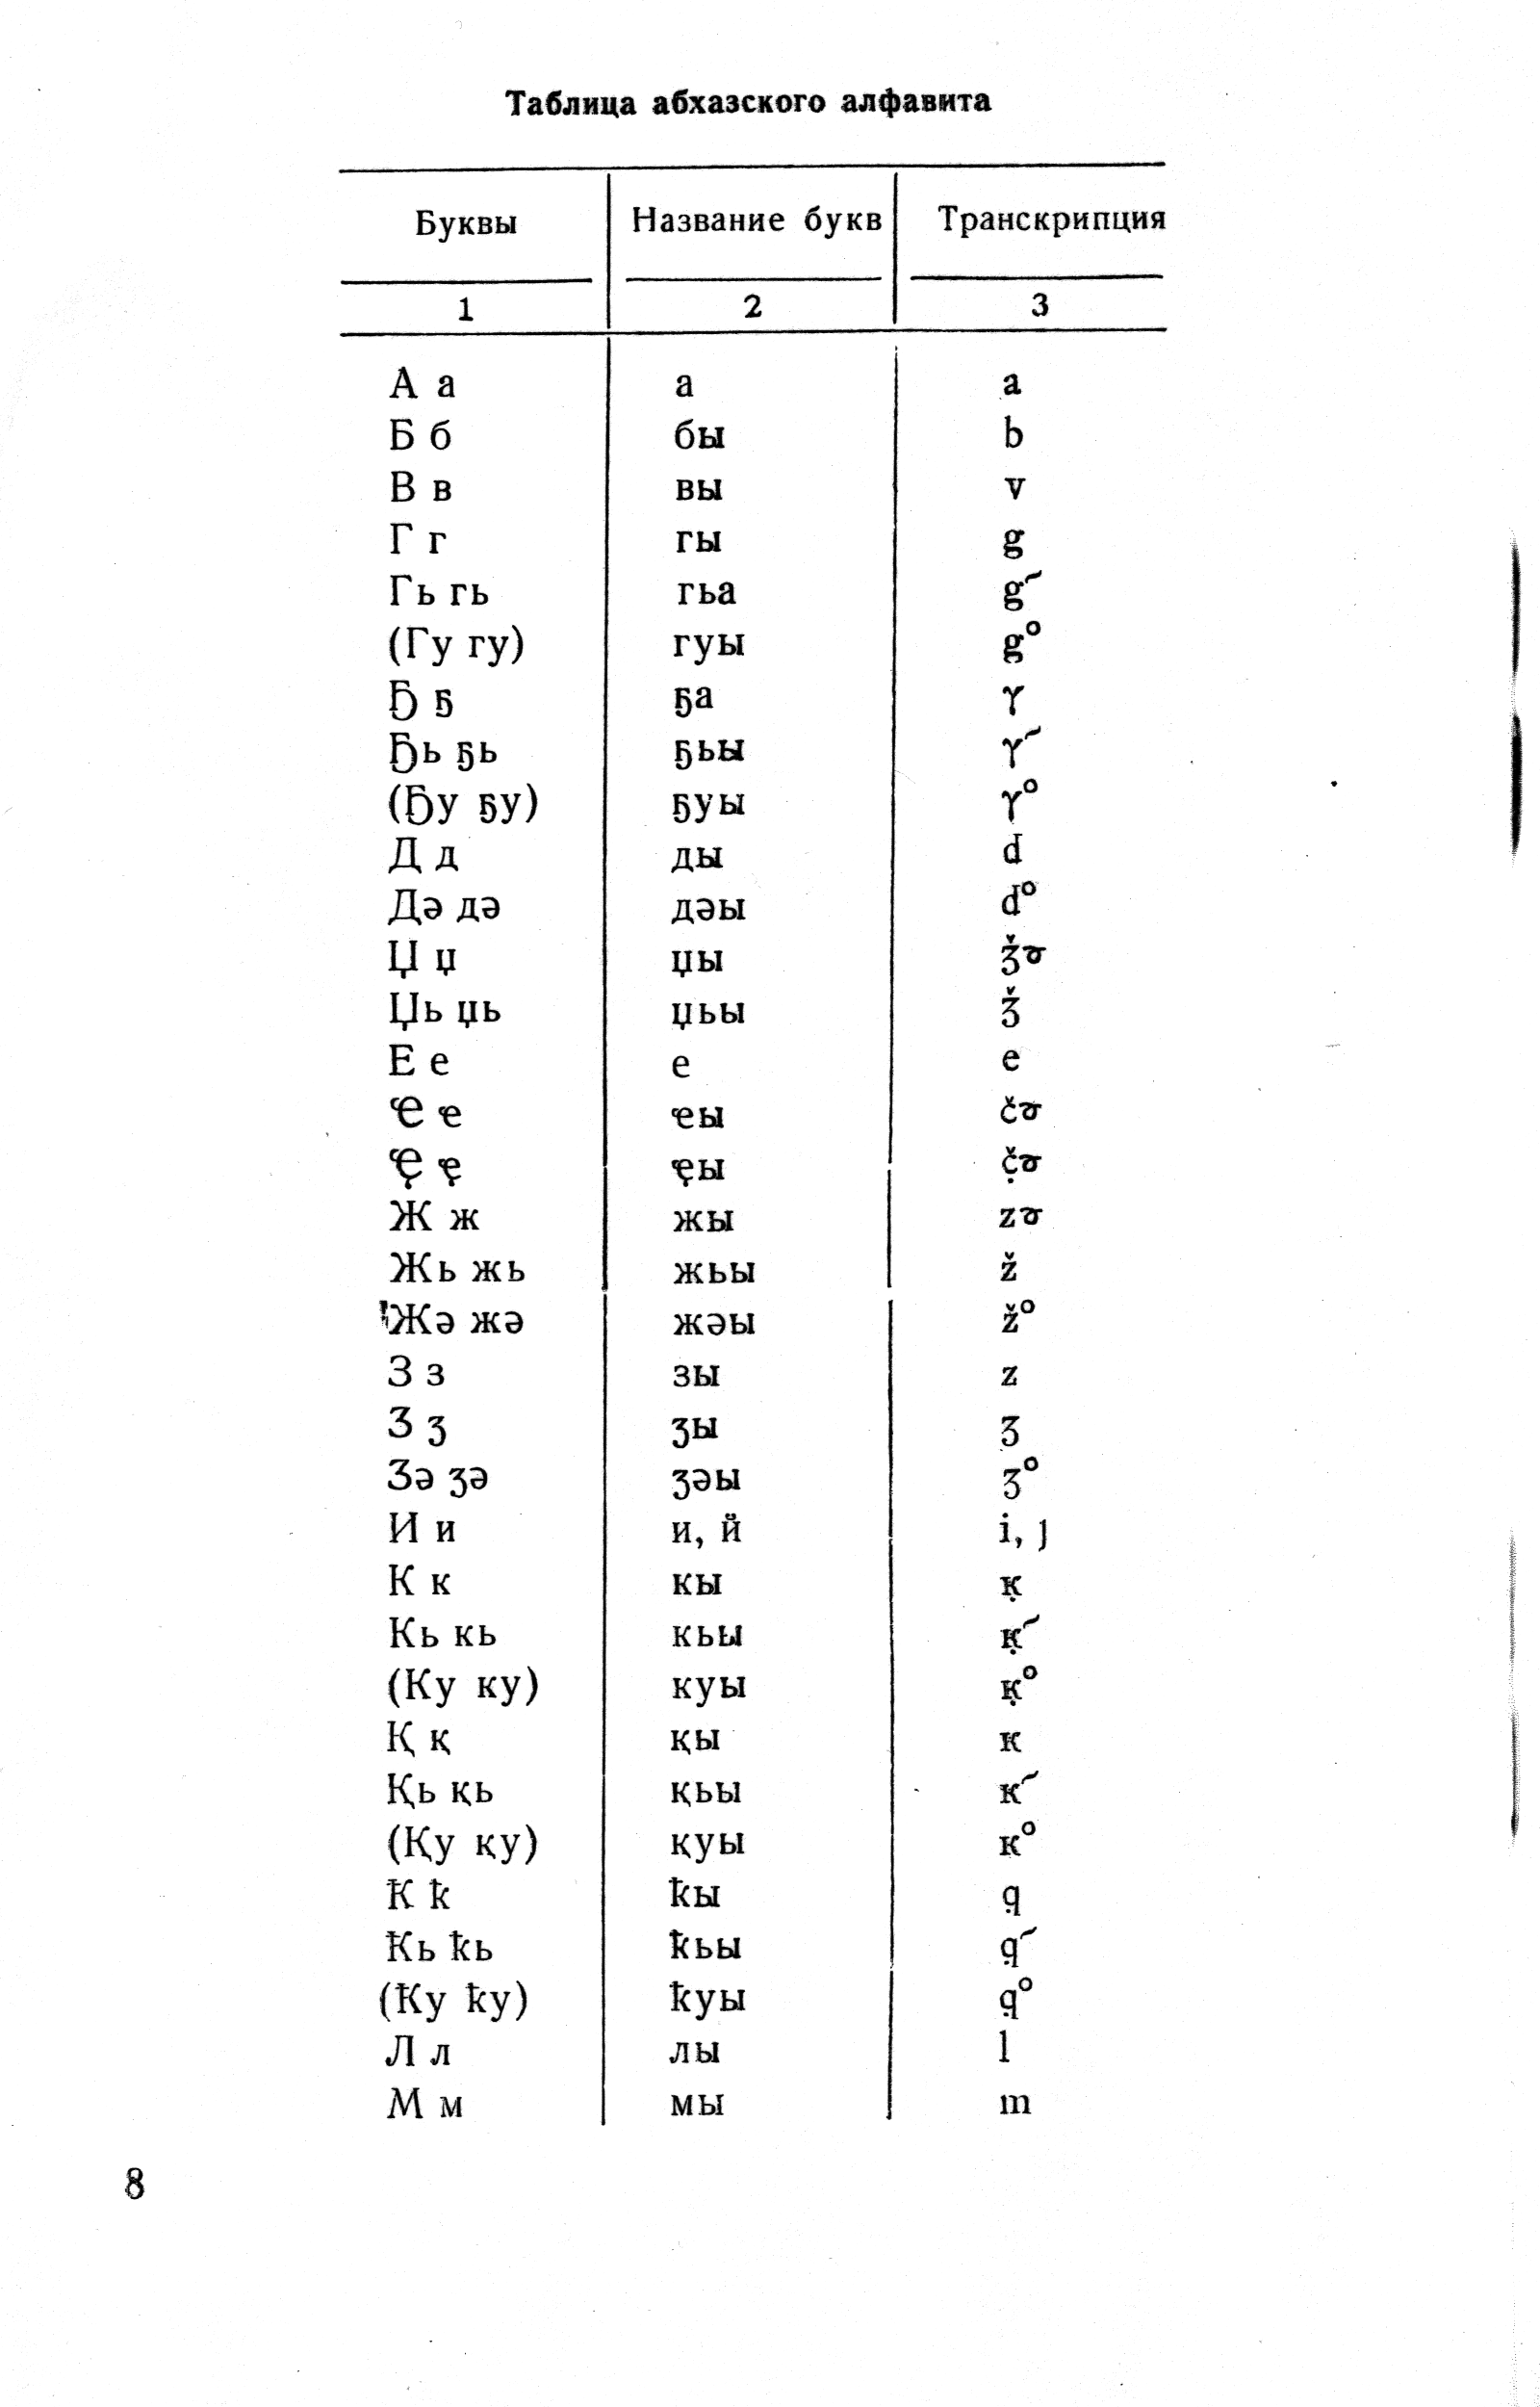 Таблица абхазского алфавита
Буквы Название букв Транскрипция
1 2 3
А а а a
Б б бы b
В в вы v
Г г гы g
Гь гь гьа g´
(Гу гу) гуы g°
Ҕ ҕ ҕа ɣ
Ҕь ҕь ҕьы ɣ´
(Ҕу ҕу) ҕуы ɣ°
Д д ды d
Дә дә дәы d°
Џ џ џы ǯơ
Џь џь џьы ǯ
Е е е e
Ҽ ҽ ҽы čơ
Ҿ ҿ ҿы č̣ơ
Ж ж жы zơ
Жь жь жьы ž
Жә жә жәы ž°
З з зы z
Ӡ ӡ ӡы ʒ
Ӡә ӡә ӡәы ʒ°
И и и, й i, j
К к кы ḳ
Кь кь кьы ḳ´
(Ку ку) куы ḳ°
Қ қ қы к
Қь қь қьы к´
(Қу қу) қуы к°
Ҟ ҟ ҟы q̣
Ҟь ҟь ҟьы q̣´
(Ҟу ҟу) ҟуы q̣°
Л л лы l
М м мы m
8